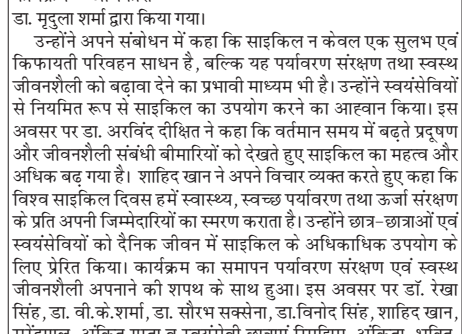 डा. मृदुला शर्मा द्वारा किया गया।
उन्होंने अपने संबोधन में कहा कि साइकिल न केवल एक सुलभ एवं
किफायती परिवहन साधन है, बल्कि यह पर्यावरण संरक्षण तथा स्वस्थ
जीवनशैली को बढ़ावा देने का प्रभावी माध्यम भी है। उन्होंने स्वयंसेवियों
से नियमित रूप से साइकिल का उपयोग करने का आह्वान किया। इस
अवसर पर डा. अरविंद दीक्षित ने कहा कि वर्तमान समय में बढ़ते प्रदूषण
और जीवनशैली संबंधी बीमारियों को देखते हुए साइकिल का महत्व और
अधिक बढ़ गया है। शाहिद खान ने अपने विचार व्यक्त करते हुए कहा कि
विश्व साइकिल दिवस हमें स्वास्थ्य, स्वच्छ पर्यावरण तथा ऊर्जा संरक्षण
के प्रति अपनी जिम्मेदारियों का स्मरण कराता है। उन्होंने छात्र-छात्राओं एवं
स्वयंसेवियों को दैनिक जीवन में साइकिल के अधिकाधिक उपयोग के
लिए प्रेरित किया। कार्यक्रम का समापन पर्यावरण संरक्षण एवं स्वस्थ
जीवनशैली अपनाने की शपथ के साथ हुआ। इस अवसर पर डॉ. रेखा
सिंह, डा. वी.के.शर्मा, डा. सौरभ सक्सेना, डा.विनोद सिंह, शाहिद खान,